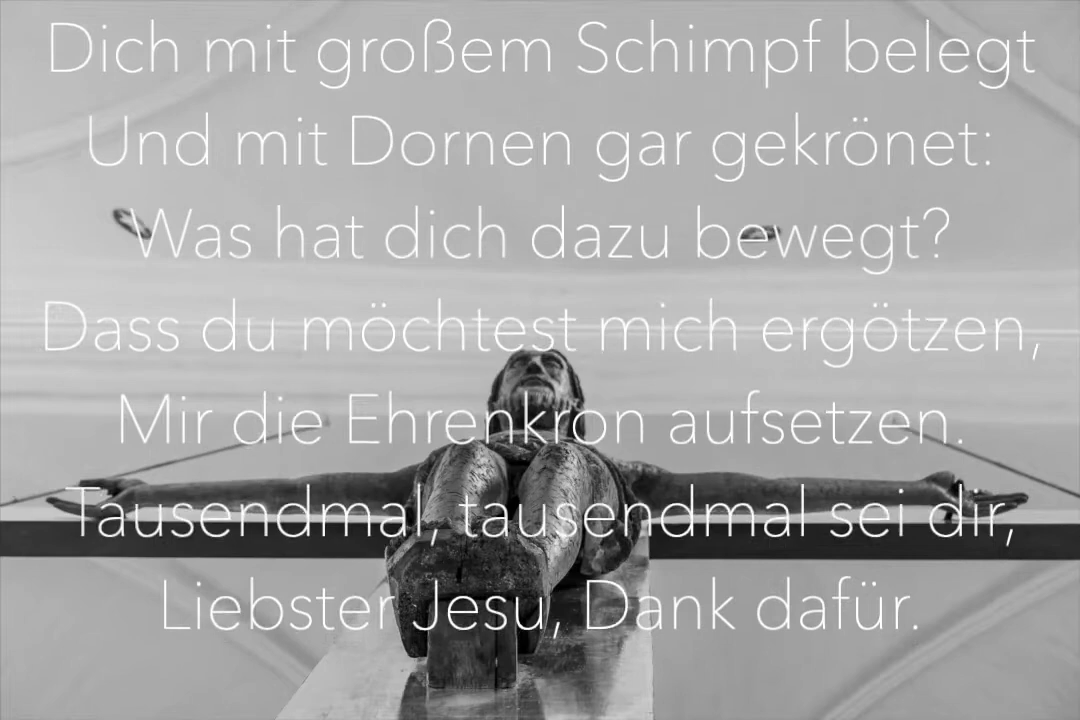 Dich mit großem Schimpf belegt
Und mit Dornen gar gekrönet:
Was hat dich dazu bewegt?
Dass du möchtest mich ergötzen,
Mir die Ehrenkron aufsetzen.
Tausendmal, tausendmal sei dir,
Liebster Jesu, Dank dafür.